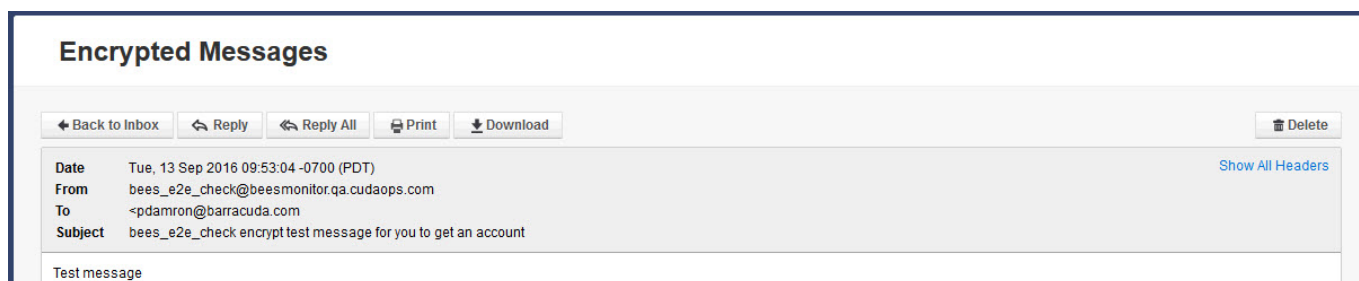 Encrypted Messages
Back to Inbox Reply Reply All Print Download Delete
Date Tue, 13 Sep 2016 09:53:04 -0700 (PDT) Show All Headers
From bees_e2e_check@beesmonitor.qa.cudaops.com
To <pdamron@barracuda.com
Subject bees_e2e_check encrypt test message for you to get an account
Test message